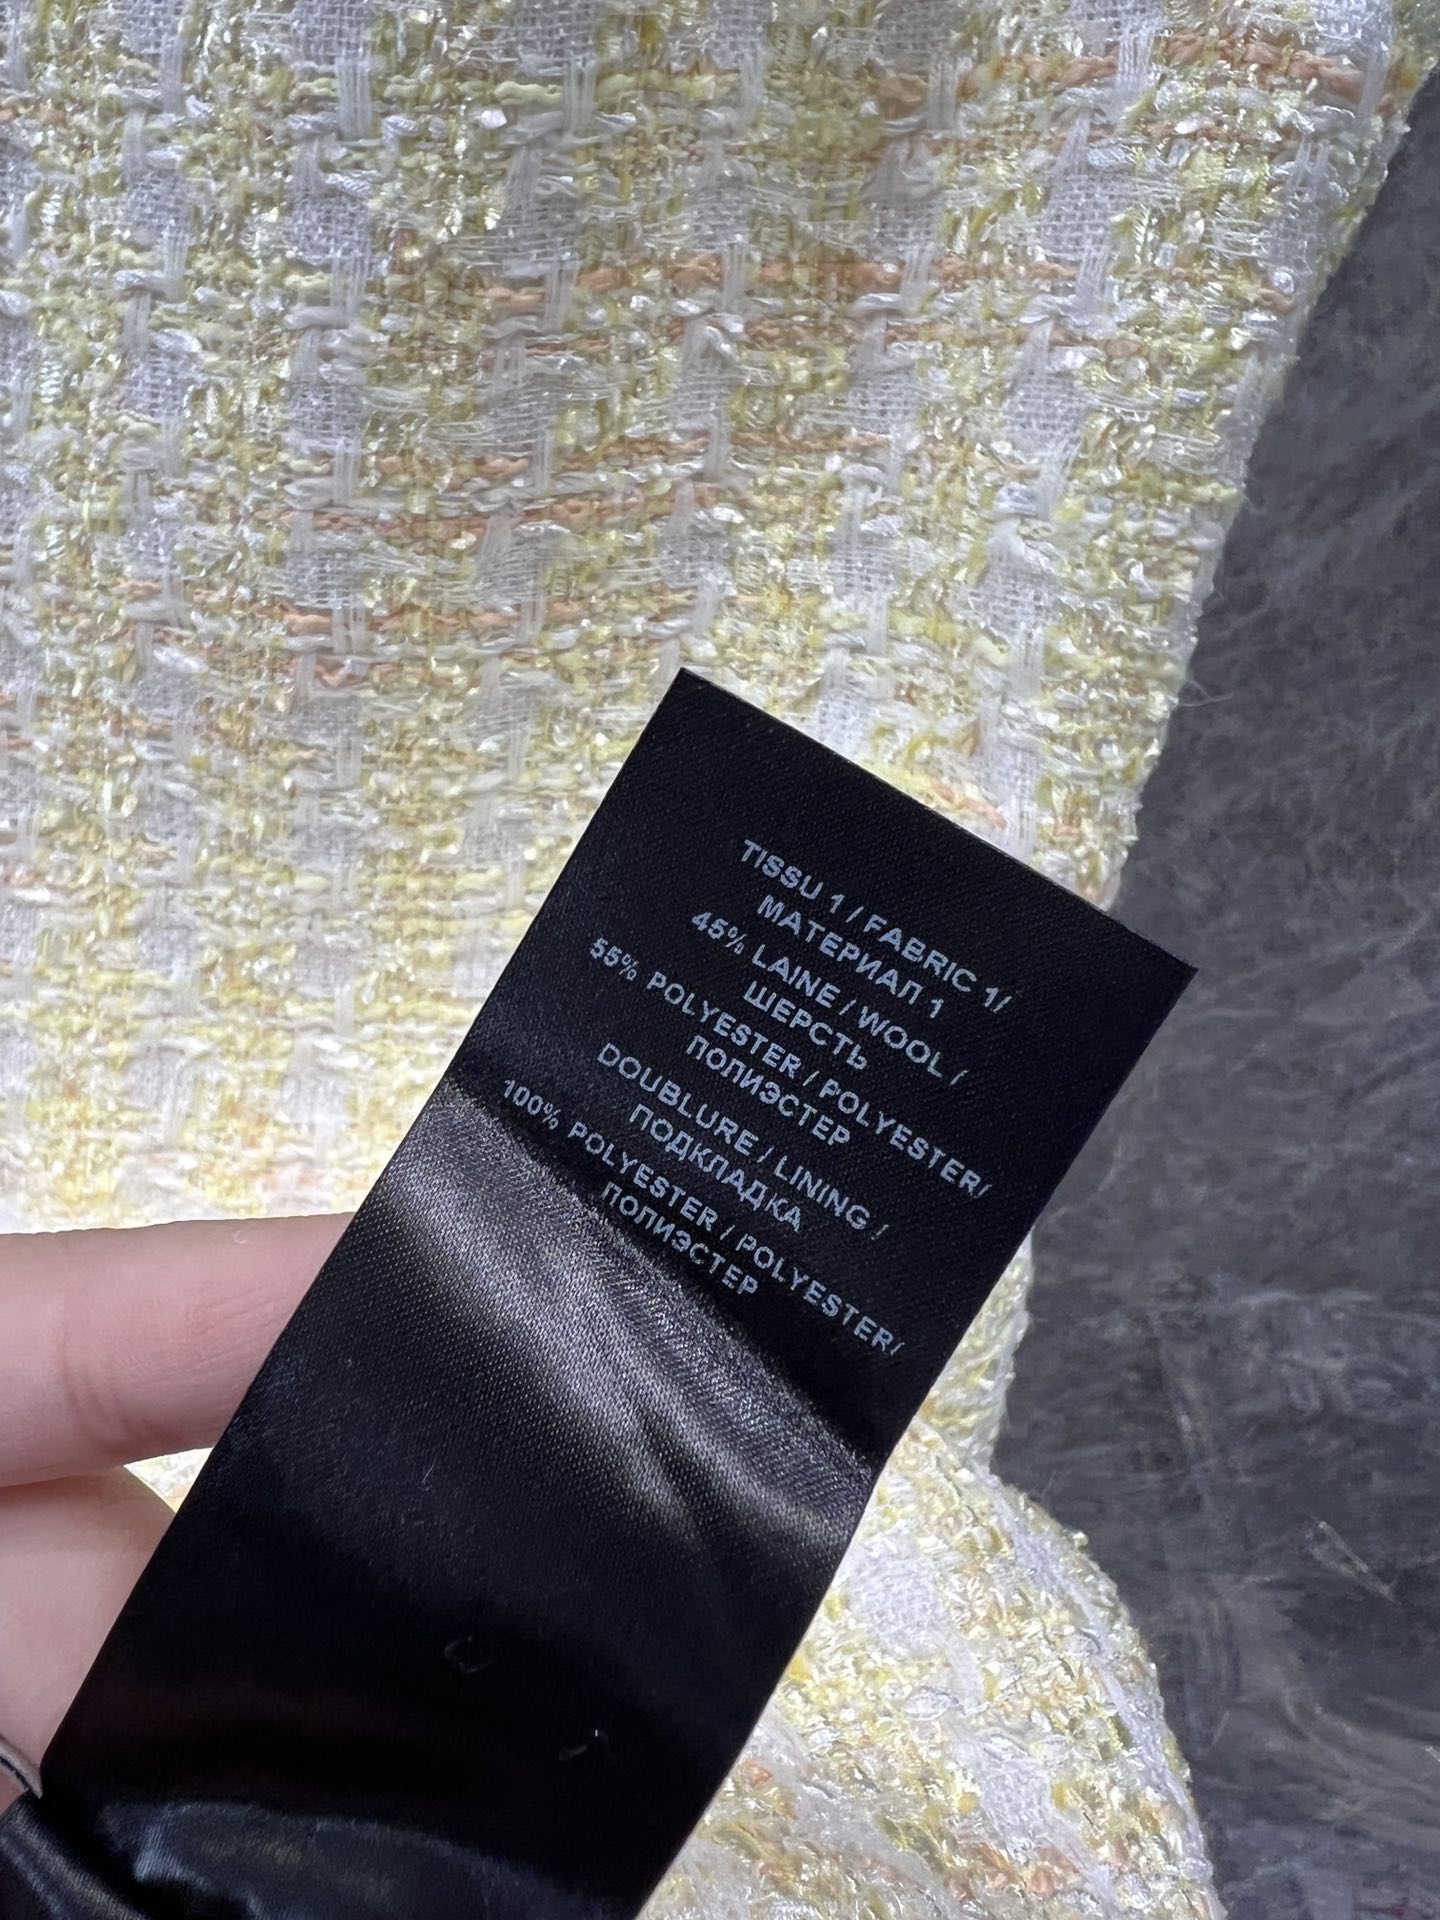 TISSU 1 / FABRIC 1/
МАТЕРИАЛ 1
45% LAINE / WOOL /
ШЕРСТЬ
55% POLYESTER / POLYESTER/
ПОЛИЭСТЕР
DOUBLURE / LINING /
ПОДКЛАДКА
100% POLYESTER / POLYESTER/
ПОЛИЭСТЕР